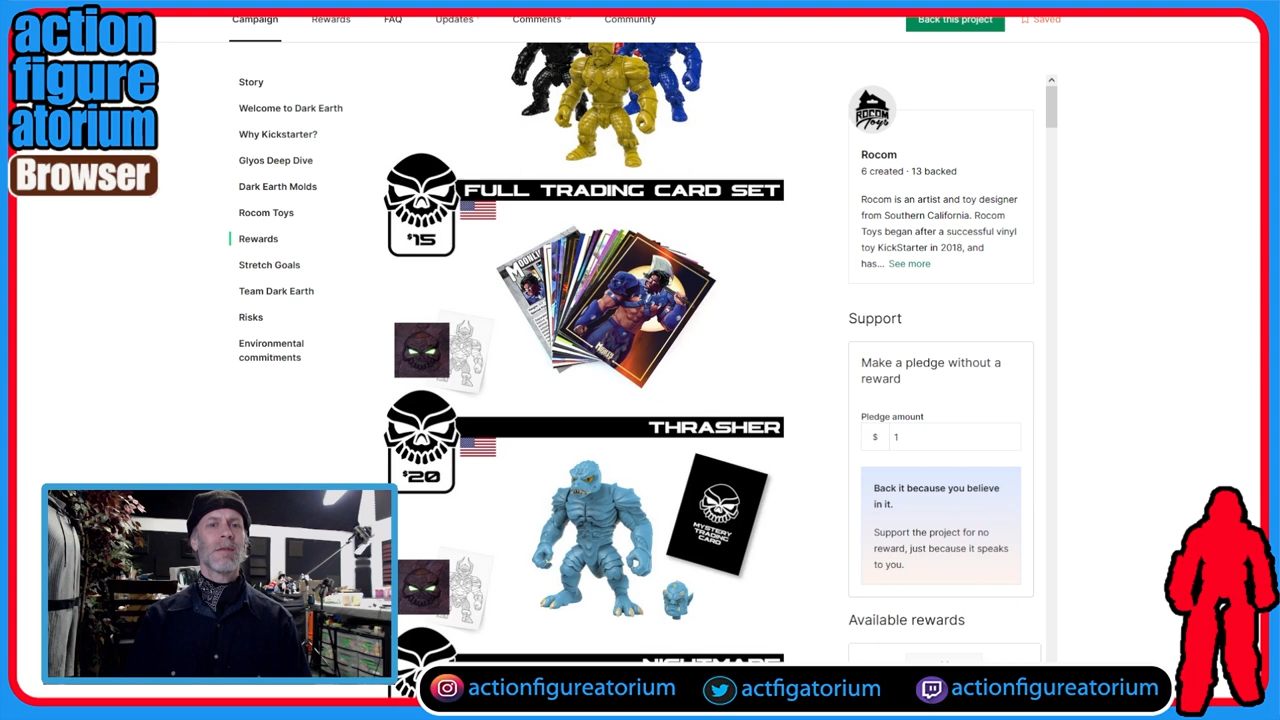 action
figure
atorium
Browser
Campaign
Rewards
FAQ
Updates
Comments
Community
Back this project
Saved
Story
Welcome to Dark Earth
Why Kickstarter?
Glyos Deep Dive
Dark Earth Molds
Rocom Toys
Rewards
Stretch Goals
Team Dark Earth
Risks
Environmental
commitments
FULL TRADING CARD SET
$15
THRASHER
$20
MYSTERY
TRADING
CARD
NIGHTMARE
ROCOM
Toys
Rocom
6 created · 13 backed
Rocom is an artist and toy designer
from Southern California. Rocom
Toys began after a successful vinyl
toy KickStarter in 2018, and
has... See more
Support
Make a pledge without a
reward
Pledge amount
$ 1
Back it because you believe
in it.
Support the project for no
reward, just because it speaks
to you.
Available rewards
actionfigureatorium
actfigatorium
actionfigureatorium